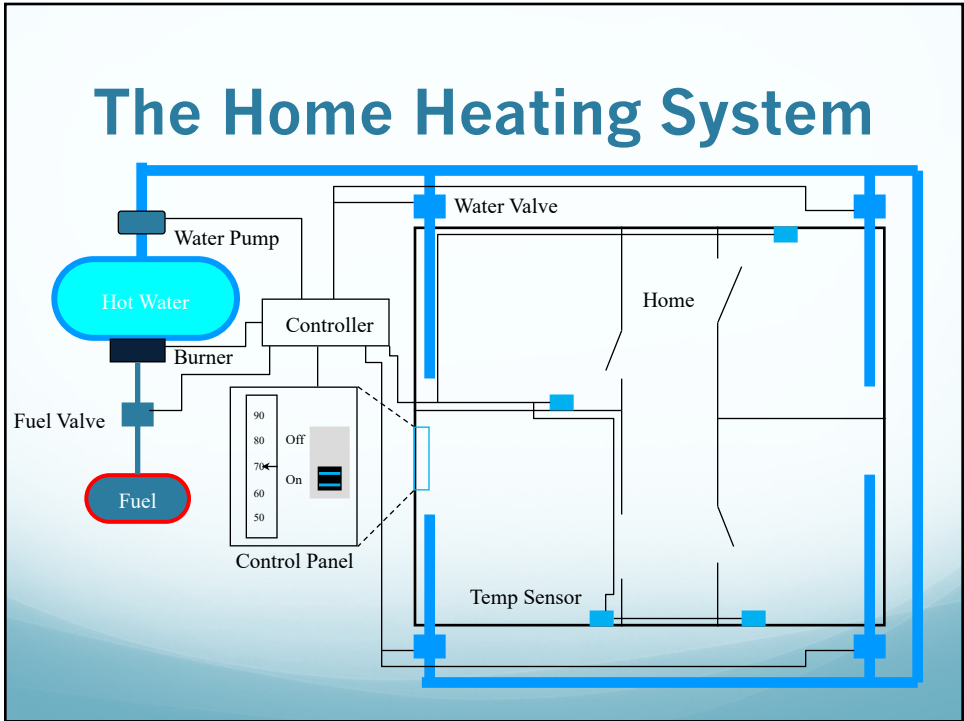 The Home Heating System
Water Valve
Water Pump
Hot Water
Home
Controller
Burner
Fuel Valve
90
80
70
60
50
Off
On
Fuel
Control Panel
Temp Sensor